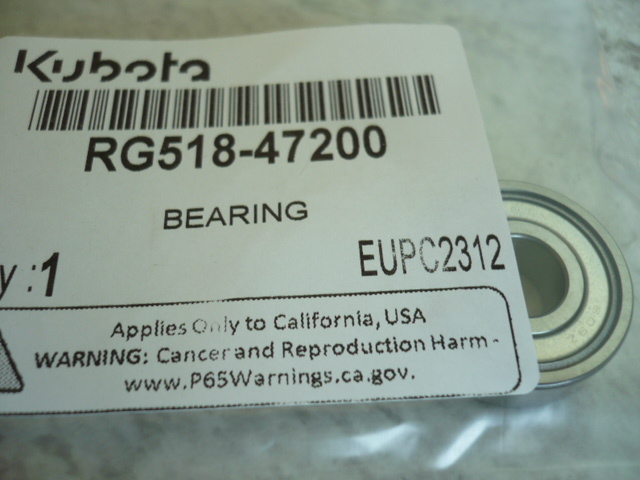 Kubota
RG518-47200
BEARING
y :1
EUPC2312
Applies Only to California, USA
WARNING: Cancer and Reproduction Harm -
www.P65Warnings.ca.gov.